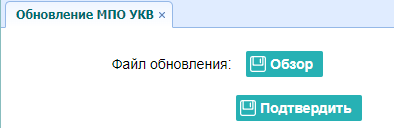 Обновление МПО УКВ ×
Файл обновления: Обзор
Подтвердить